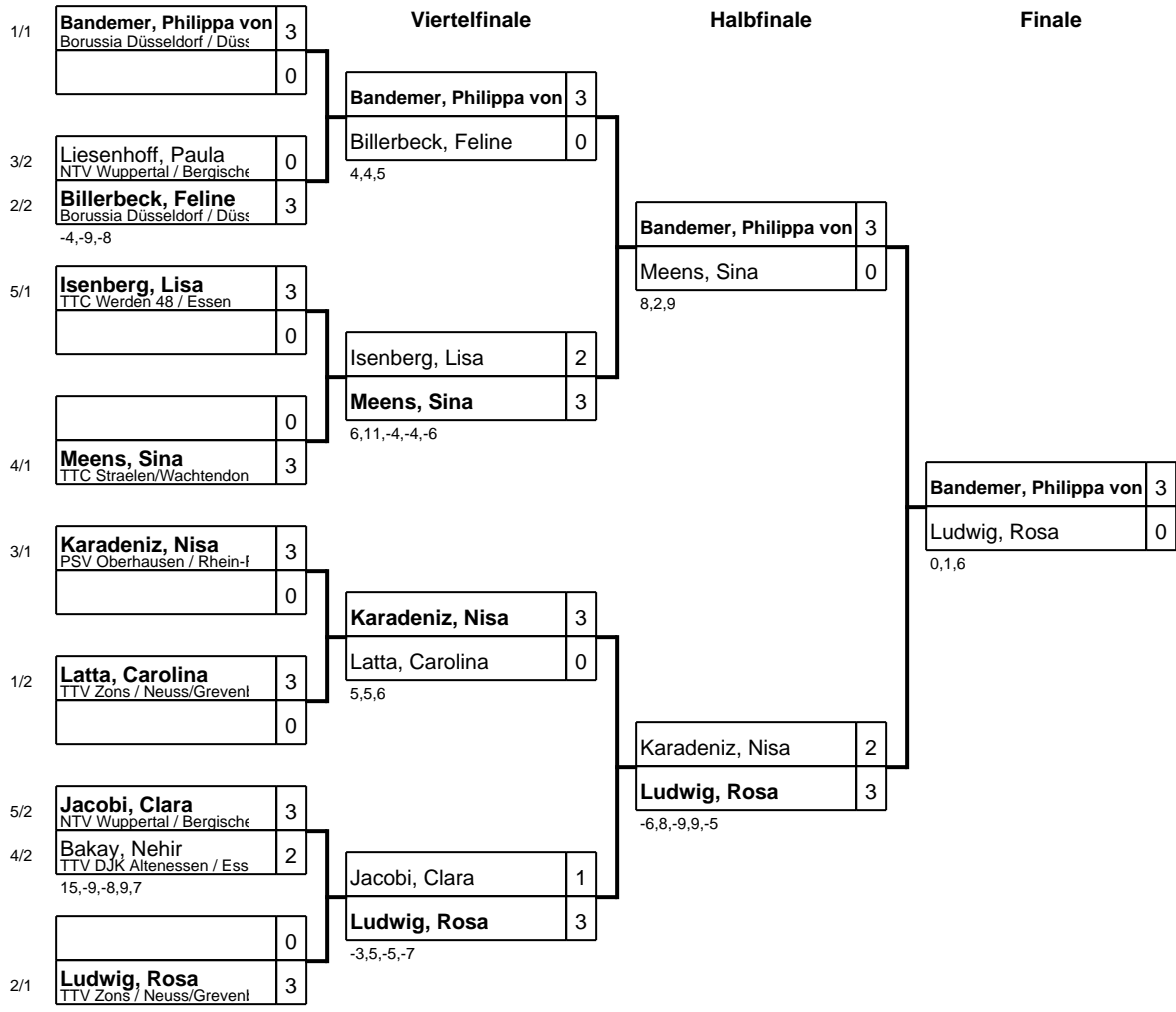 Viertelfinale
Halbfinale
Finale
1/1 Bandemer, Philippa von 3
Borussia Düsseldorf / Düss
0
3/2 Liesenhoff, Paula 0
NTV Wuppertal / Bergische
2/2 Billerbeck, Feline 3
Borussia Düsseldorf / Düss
-4,-9,-8
5/1 Isenberg, Lisa 3
TTC Werden 48 / Essen
0
0
4/1 Meens, Sina 3
TTC Straelen/Wachtendon
3/1 Karadeniz, Nisa 3
PSV Oberhausen / Rhein-
0
1/2 Latta, Carolina 3
TTV Zons / Neuss/Greven
0
5/2 Jacobi, Clara 3
NTV Wuppertal / Bergische
4/2 Bakay, Nehir 2
TTV DJK Altenessen / Ess
15,-9,-8,9,7
0
2/1 Ludwig, Rosa 3
TTV Zons / Neuss/Greven
Bandemer, Philippa von 3
Billerbeck, Feline 0
4,4,5
Isenberg, Lisa 2
Meens, Sina 3
6,11,-4,-4,-6
Karadeniz, Nisa 3
Latta, Carolina 0
5,5,6
Jacobi, Clara 1
Ludwig, Rosa 3
-3,5,-5,-7
Bandemer, Philippa von 3
Meens, Sina 0
8,2,9
Karadeniz, Nisa 2
Ludwig, Rosa 3
-6,8,-9,9,-5
Bandemer, Philippa von 3
Ludwig, Rosa 0
0,1,6